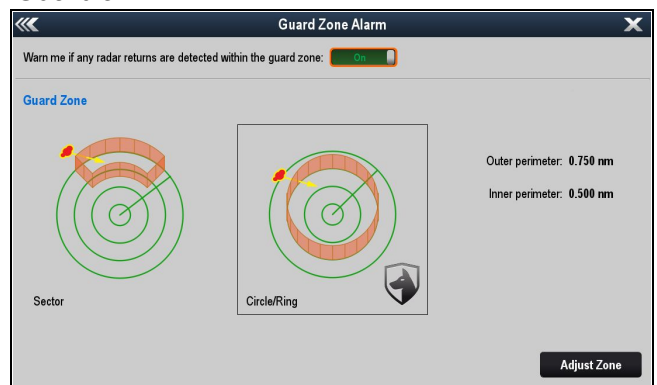 Guard Zone Alarm
Warn me if any radar returns are detected within the guard zone: On
Guard Zone
Outer perimeter: 0.750 nm
Inner perimeter: 0.500 nm
Sector
Circle/Ring
Adjust Zone